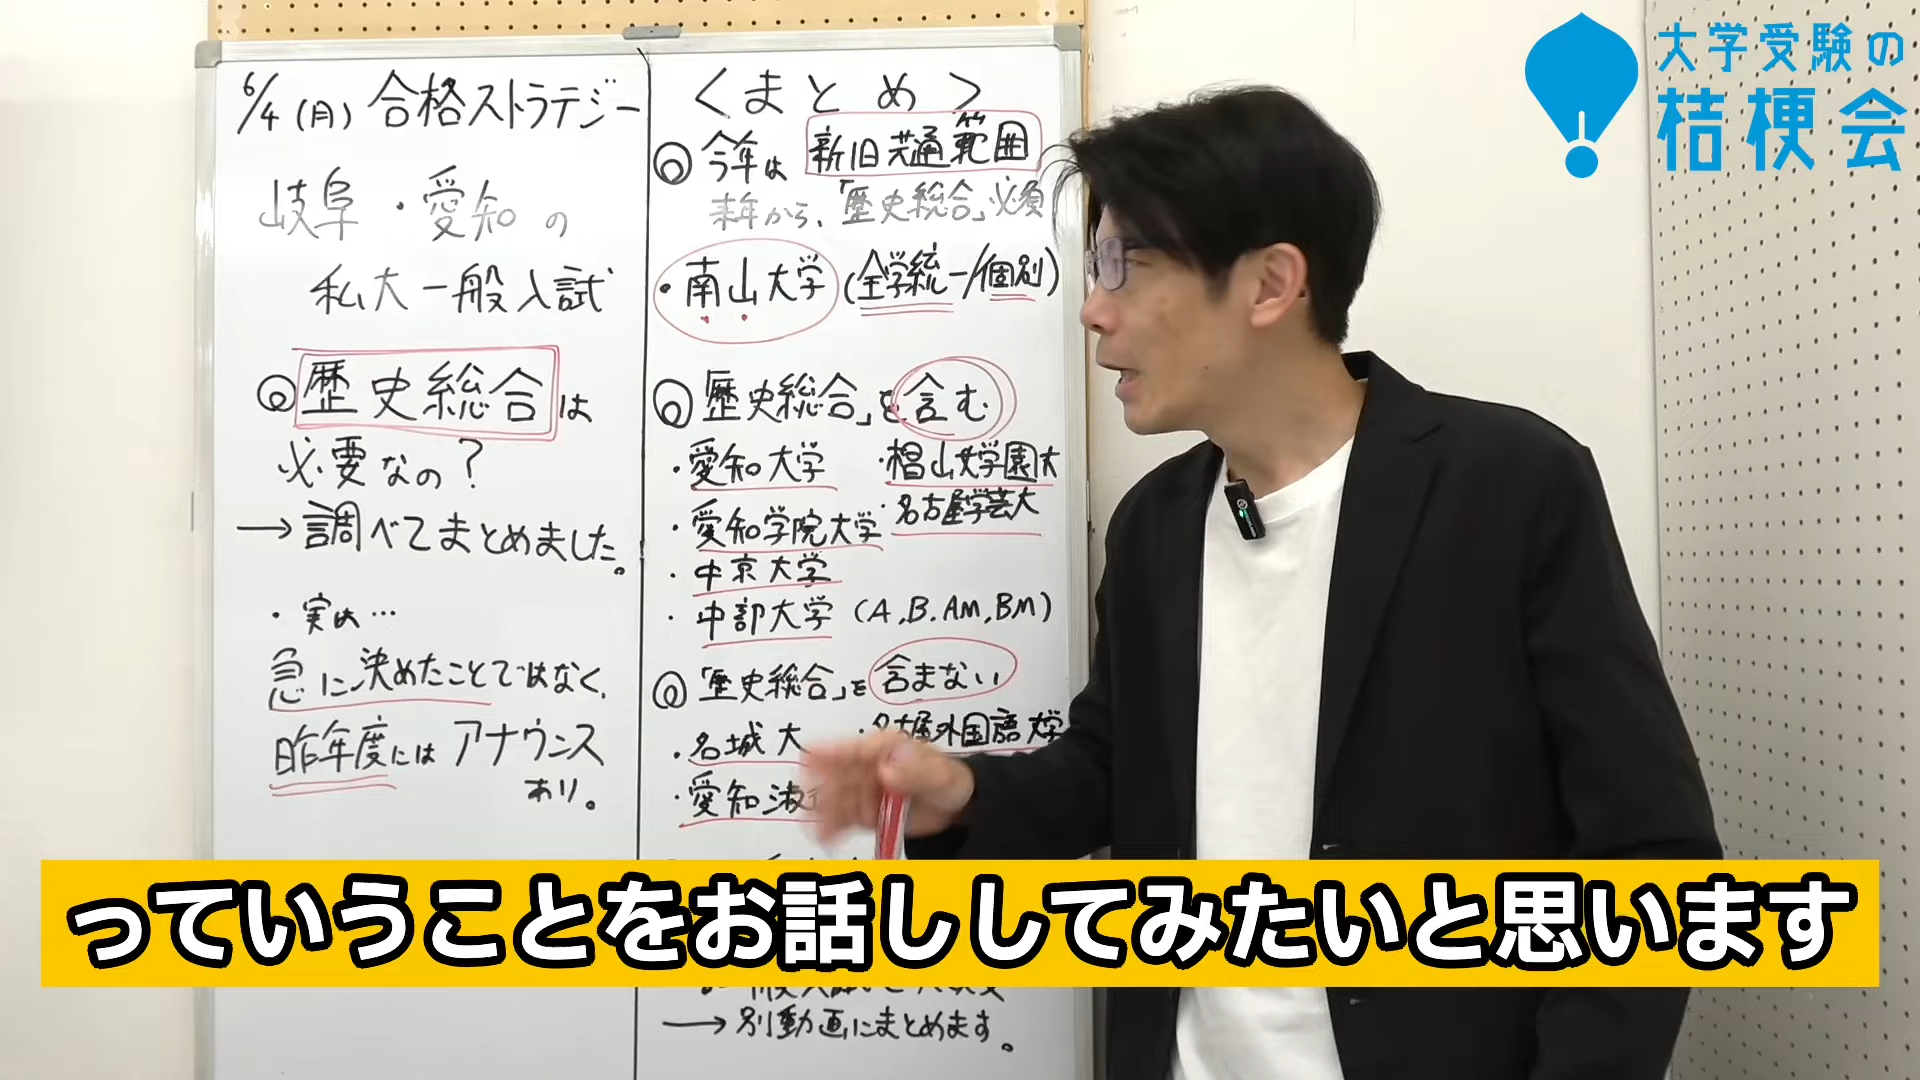 大学受験の
桔梗会
6/4(月) 合格ストラテジー
岐阜・愛知の
私大一般入試
◎歴史総合は
必要なの?
→調べてまとめました。
・実は…
急に決めたことではなく、
昨年度にはアナウンス
あり。
<まとめ>
◎今年は 新旧共通範囲
来年から、「歴史総合」必須
・南山大学(全学統一/個別)
◎「歴史総合」を含む
・愛知大学 ・椙山女学園大
・愛知学院大学 ・名古屋学芸大
・中京大学
・中部大学(A.B.AM.BM)
◎「歴史総合」を含まない
・名城大 ・名古屋外国語大学
・愛知淑
→別動画にまとめます。
っていうことをお話ししてみたいと思います